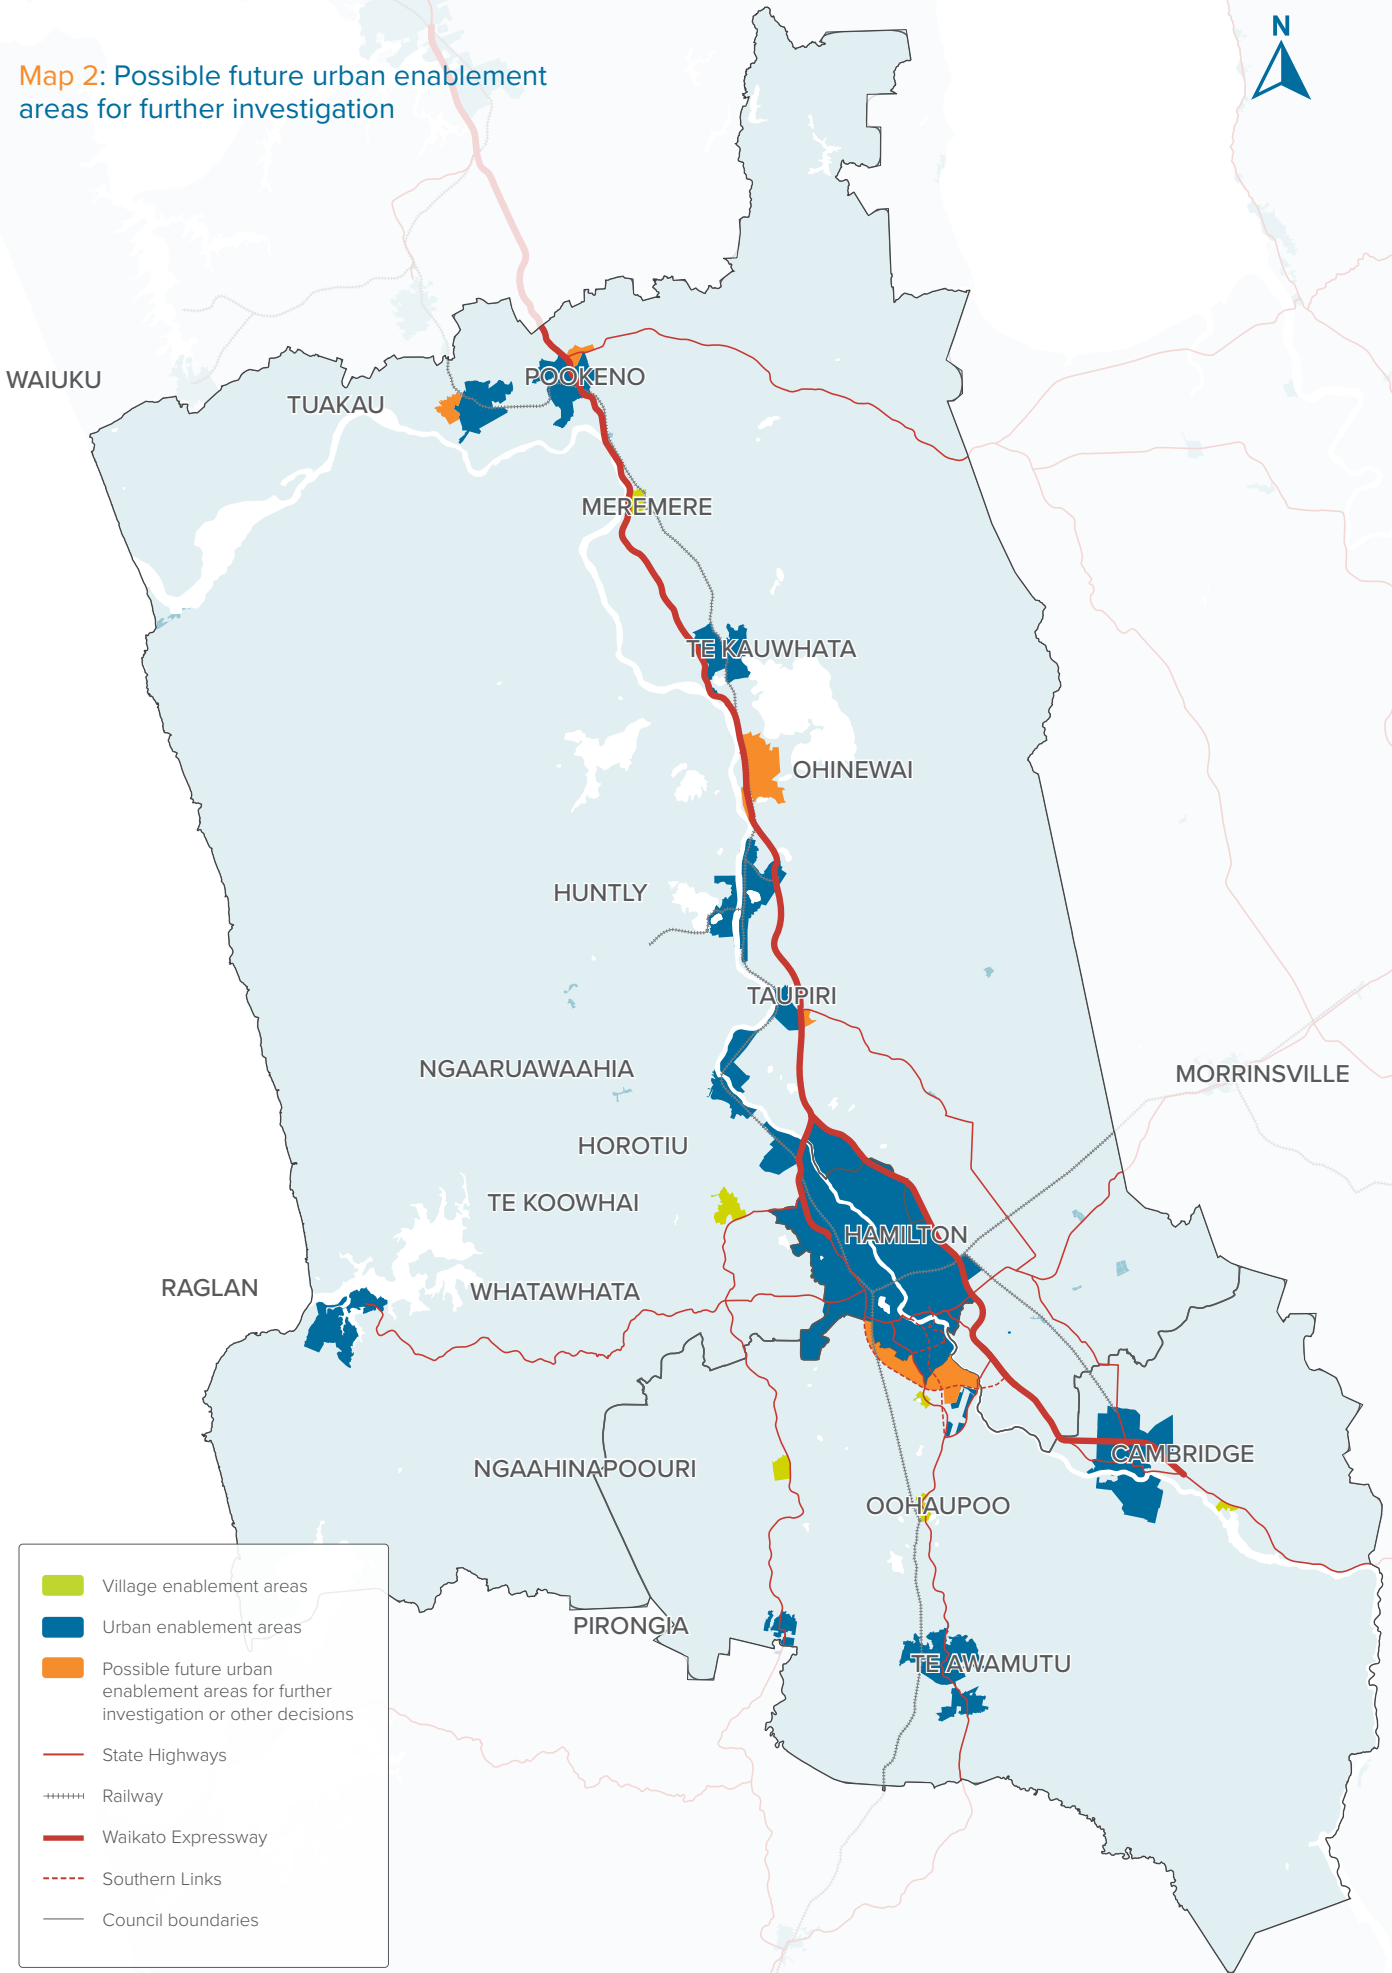 N
Map 2: Possible future urban enablement
areas for further investigation
WAIUKU
POOKENO
TUAKAU
MEREMERE
TE KAUWHATA
OHINEWAI
HUNTLY
TAUPIRI
NGAARUAWAAHIA
MORRINSVILLE
HOROTIU
TE KOOWHAI
HAMILTON
RAGLAN
WHATAWHATA
CAMBRIDGE
NGAAHINAPOOURI
OOHAUPOO
PIRONGIA
TE AWAMUTU
Village enablement areas
Urban enablement areas
Possible future urban
enablement areas for further
investigation or other decisions
State Highways
Railway
Waikato Expressway
Southern Links
Council boundaries